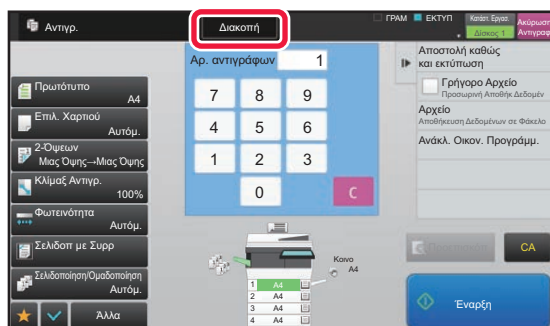 Αντιγρ.
Διακοπή
ΓΡΑΜ
ΕΚΤΥΠ
Κατάστ. Εργασ.
Δίσκος 1
Ακύρωση
Αντιγραφ
Αρ. αντιγράφων
1
7 8 9
4 5 6
1 2 3
0 C
Πρωτότυπο
A4
Επιλ. Χαρτιού
Αυτόμ.
2-Όψεων
Μιας Όψης→Μιας Όψης
Κλίμαξ Αντιγρ.
100%
Φωτεινότητα
Αυτόμ.
Σελιδοπ με Συρρ
Σελιδοποίηση/Ομαδοποίηση
Αυτόμ.
Άλλα
Κοινο
A4
1 A4
2 A4
3 A4
4 A4
Αποστολή καθώς
και εκτύπωση
Γρήγορο Αρχείο
Προσωρινή Αποθήκ Δεδομέν
Αρχείο
Αποθήκευση Δεδομένων σε Φάκελο
Ανάκλ. Οικον. Προγράμμ.
CA
Έναρξη